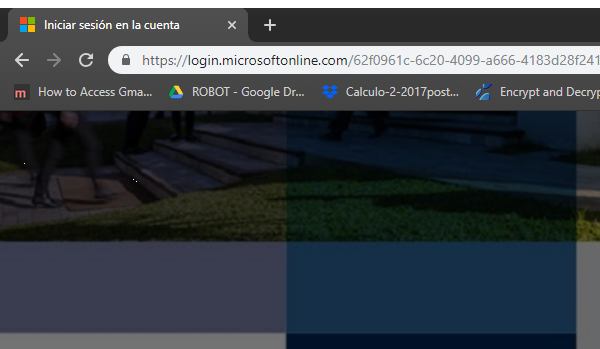 Iniciar sesión en la cuenta
https://login.microsoftonline.com/62f0961c-6c20-4099-a666-4183d28f241
m How to Access Gma... ROBOT - Google Dr... Calculo-2-2017post... Encrypt and Decryp